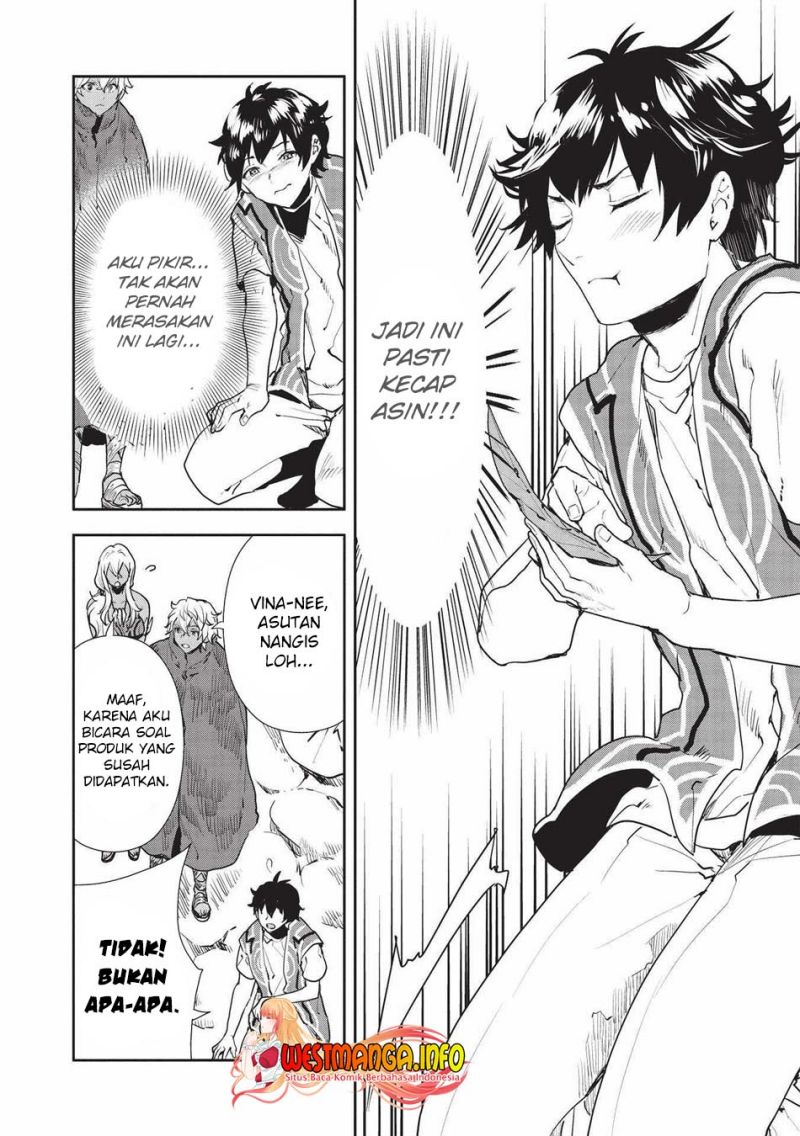 JADI INI
PASTI
KECAP
ASIN!!!
AKU PIKIR...
TAK AKAN
PERNAH
MERASAKAN
INI LAGI...
VINA-NEE,
ASUTAN
NANGIS
LOH...
MAAF,
KARENA AKU
BICARA SOAL
PRODUK YANG
SUSAH
DIDAPATKAN.
TIDAK!
BUKAN
APA-APA.
WESTMANGA.INFO
Situs Baca Komik Berbahasa Indonesia